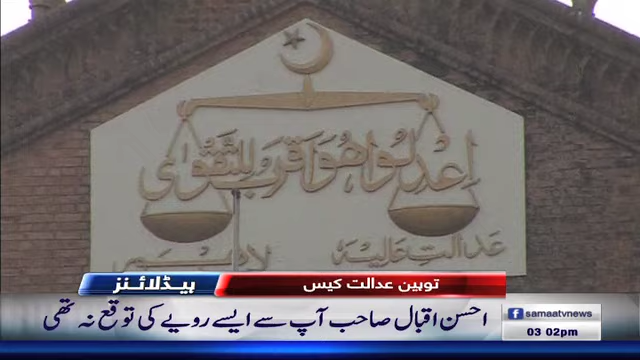 اعدلوا هو اقرب للتقوى
عدالت عالیہ لاہور
توہین عدالت کیس
ہیڈلائنز
احسن اقبال صاحب آپ سے ایسے رویے کی توقع نہ تھی
samaatvnews
03 02pm